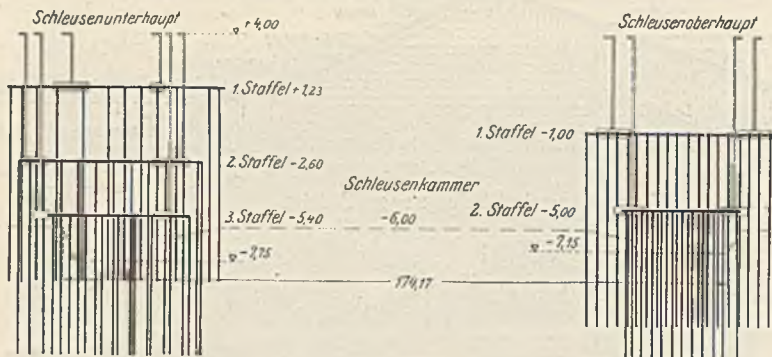 Schleusenunterhaupt
+4,00
Schleusenoberhaupt
1. Staffel +1,23
1. Staffel -1,00
2. Staffel -2,60
Schleusenkammer
3. Staffel -5,40
-6,00
2. Staffel -5,00
-7,15
-7,15
174,17